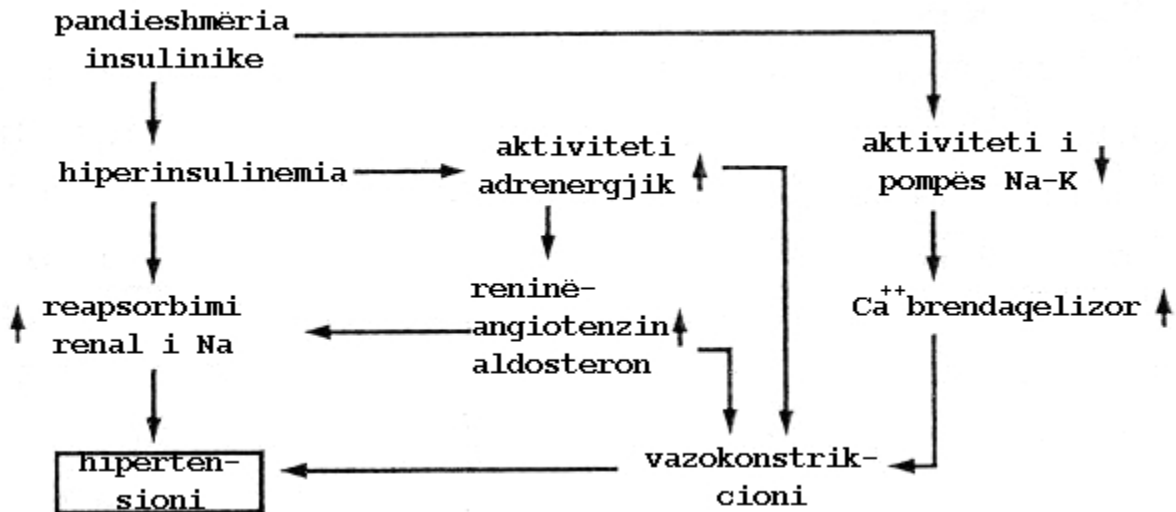 pandieshmëria
insulinike
hiperinsulinemia
aktiviteti
adrenergjik
aktiviteti i
pompës Na-K
reapsorbimi
renal i Na
reninë-
angiotenzin
aldosteron
Ca++ brendaqelizor
hiperten-
sioni
vazokonstrik-
cioni